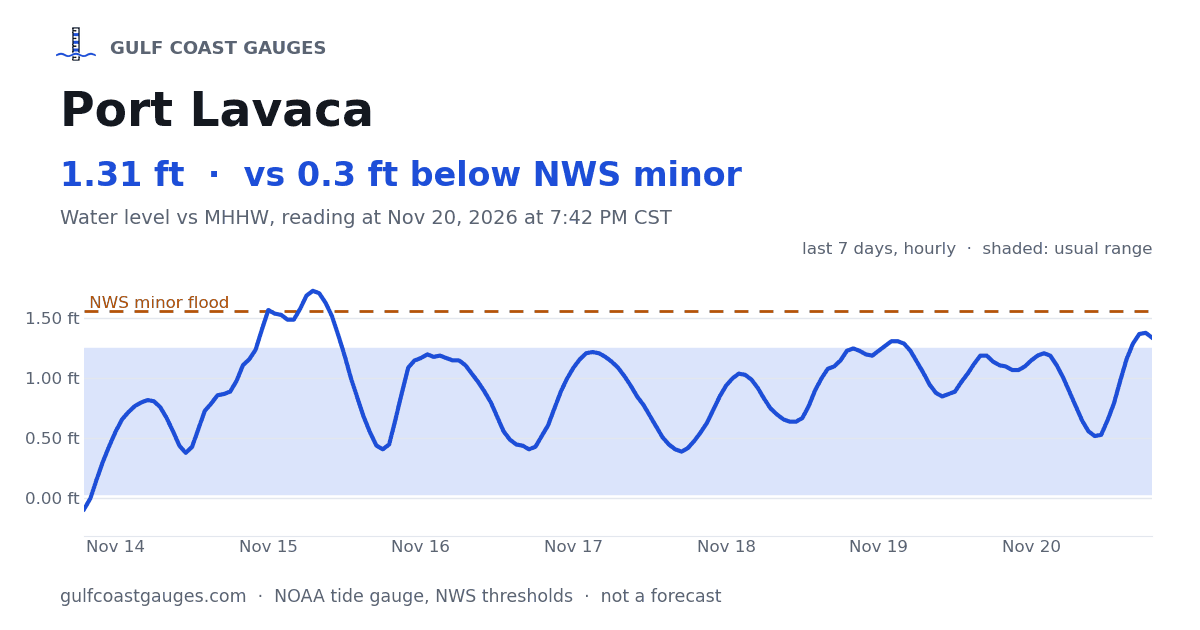 GULF COAST GAUGES
Port Lavaca
1.31 ft · vs 0.3 ft below NWS minor
Water level vs MHHW, reading at Nov 20, 2026 at 7:42 PM CST
last 7 days, hourly · shaded: usual range
NWS minor flood
1.50 ft
1.00 ft
0.50 ft
0.00 ft
Nov 14 Nov 15 Nov 16 Nov 17 Nov 18 Nov 19 Nov 20
gulfcoastgauges.com · NOAA tide gauge, NWS thresholds · not a forecast